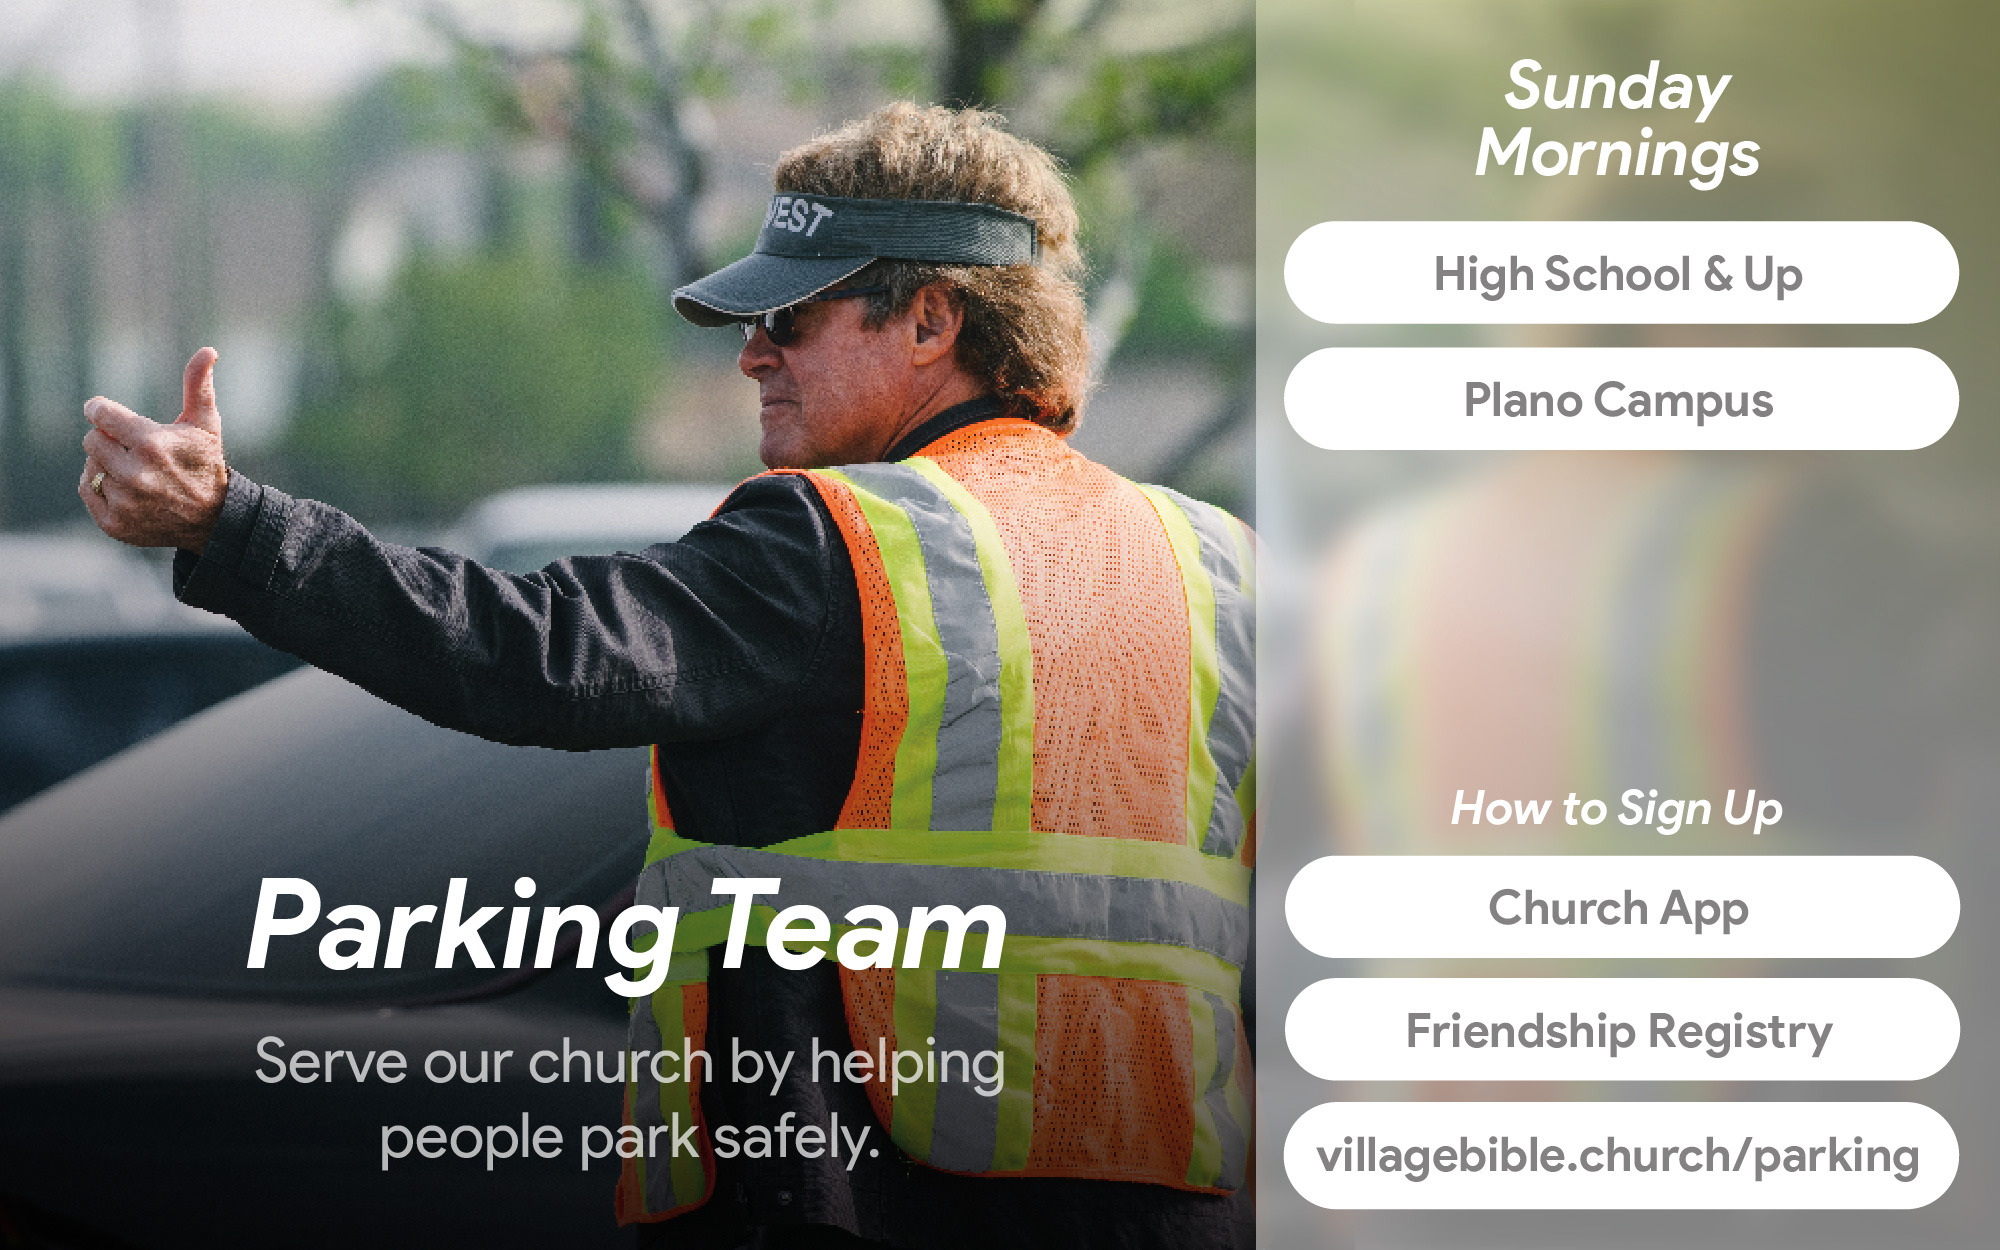 VEST
Parking Team
Serve our church by helping
people park safely.
Sunday
Mornings
High School & Up
Plano Campus
How to Sign Up
Church App
Friendship Registry
villagebible.church/parking